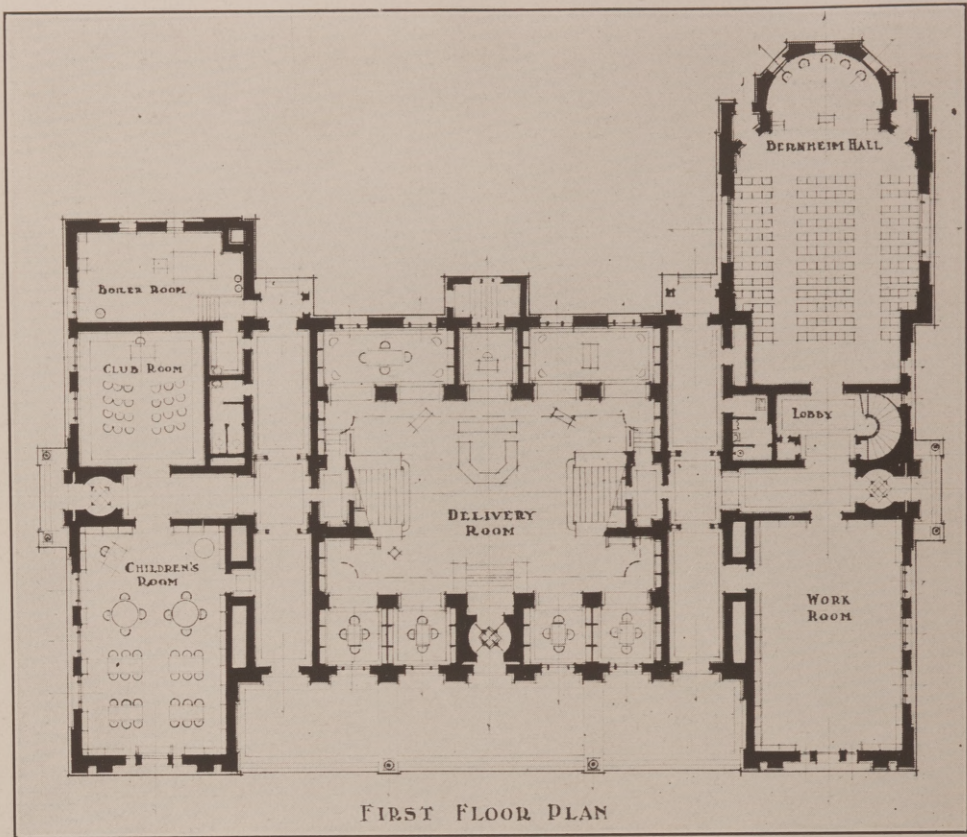 BERNHEIM HALL
BOILER ROOM
CLUB ROOM
LOBBY
DELIVERY
ROOM
CHILDREN'S
ROOM
WORK
ROOM
FIRST FLOOR PLAN